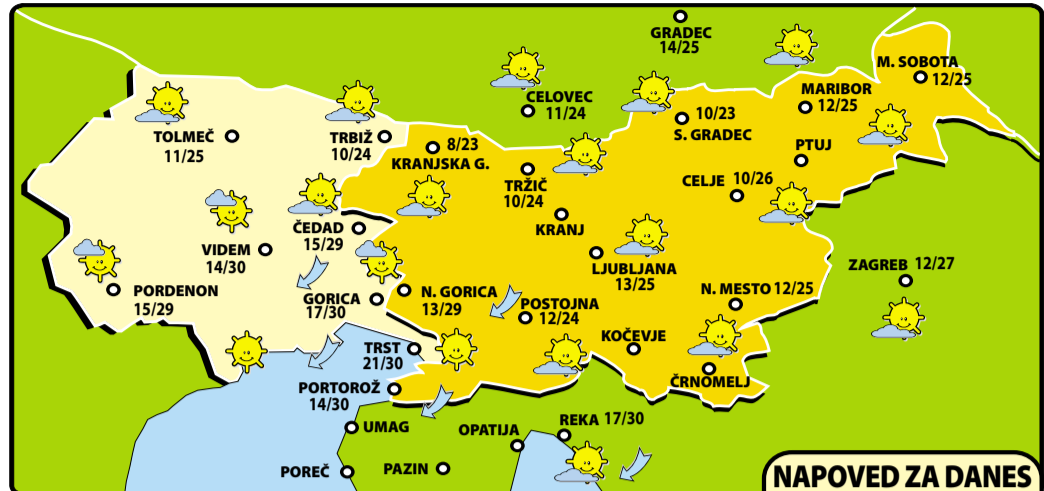 GRADEC
14/25
M. SOBOTA
12/25
CELOVEC
11/24
MARIBOR
12/25
10/23
S. GRADEC
TOLMEČ
11/25
TRBIŽ
10/24
8/23
KRANJSKA G.
PTUJ
TRŽIČ
10/24
CELJE 10/26
KRANJ
ČEDAD
15/29
VIDEM
14/30
LJUBLJANA
13/25
ZAGREB 12/27
PORDENON
15/29
GORICA
17/30
N. GORICA
13/29
POSTOJNA
12/24
N. MESTO 12/25
KOČEVJE
TRST
21/30
ČRNOMELJ
PORTOROŽ
14/30
UMAG
OPATIJA
REKA 17/30
POREČ
PAZIN
NAPOVED ZA DANES